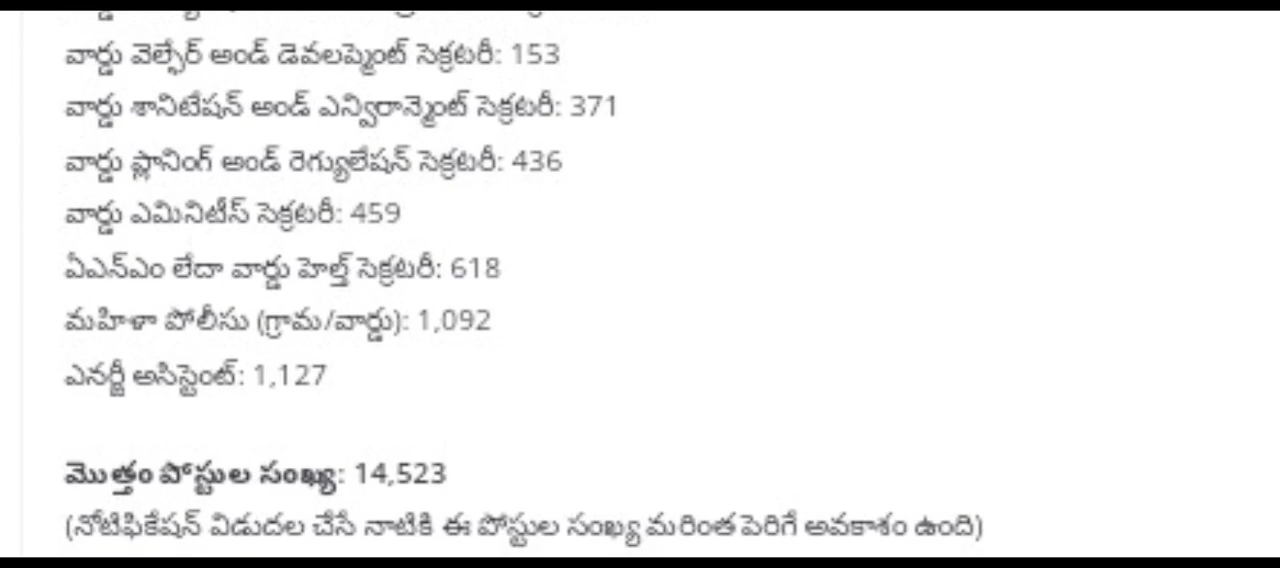 వార్డు వెల్ఫేర్ అండ్ డెవలప్మెంట్ సెక్రటరీ: 153
వార్డు శానిటేషన్ అండ్ ఎన్విరాన్మెంట్ సెక్రటరీ: 371
వార్డు ప్లానింగ్ అండ్ రెగ్యులేషన్ సెక్రటరీ: 436
వార్డు ఎమినిటీస్ సెక్రటరీ: 459
ఏఎన్ఎం లేదా వార్డు హెల్త్ సెక్రటరీ: 618
మహిళా పోలీసు (గ్రామ/వార్డు): 1,092
ఎనర్జీ అసిస్టెంట్: 1,127
మొత్తం పోస్టుల సంఖ్య: 14,523
(నోటిఫికేషన్ విడుదల చేసే నాటికి ఈ పోస్టుల సంఖ్య మరింత పెరిగే అవకాశం ఉంది)